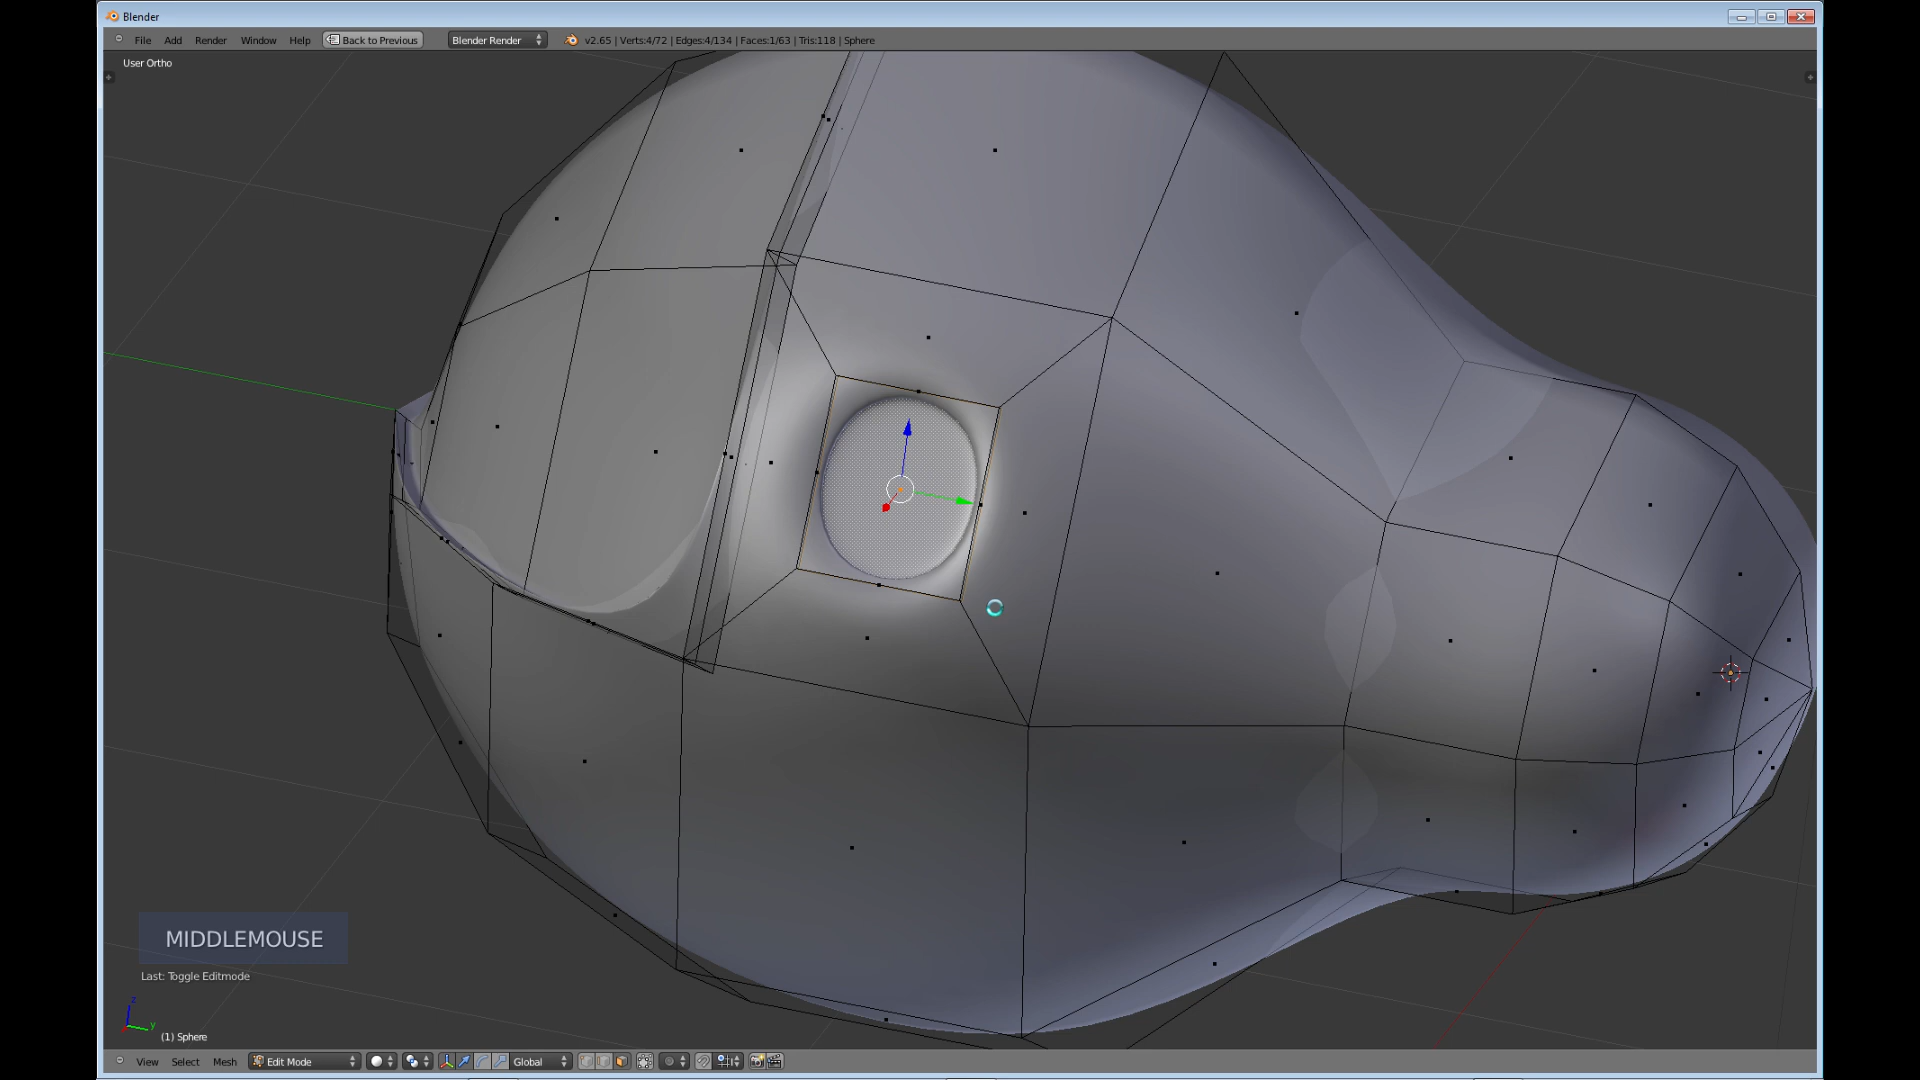 Blender
File Add Render Window Help Back to Previous Blender Render v2.65 | Verts:4/72 | Edges:4/134 | Faces:1/63 | Tris:118 | Sphere
User Ortho
MIDDLEMOUSE
Last: Toggle Editmode
z
y
(1) Sphere
View Select Mesh Edit Mode Global